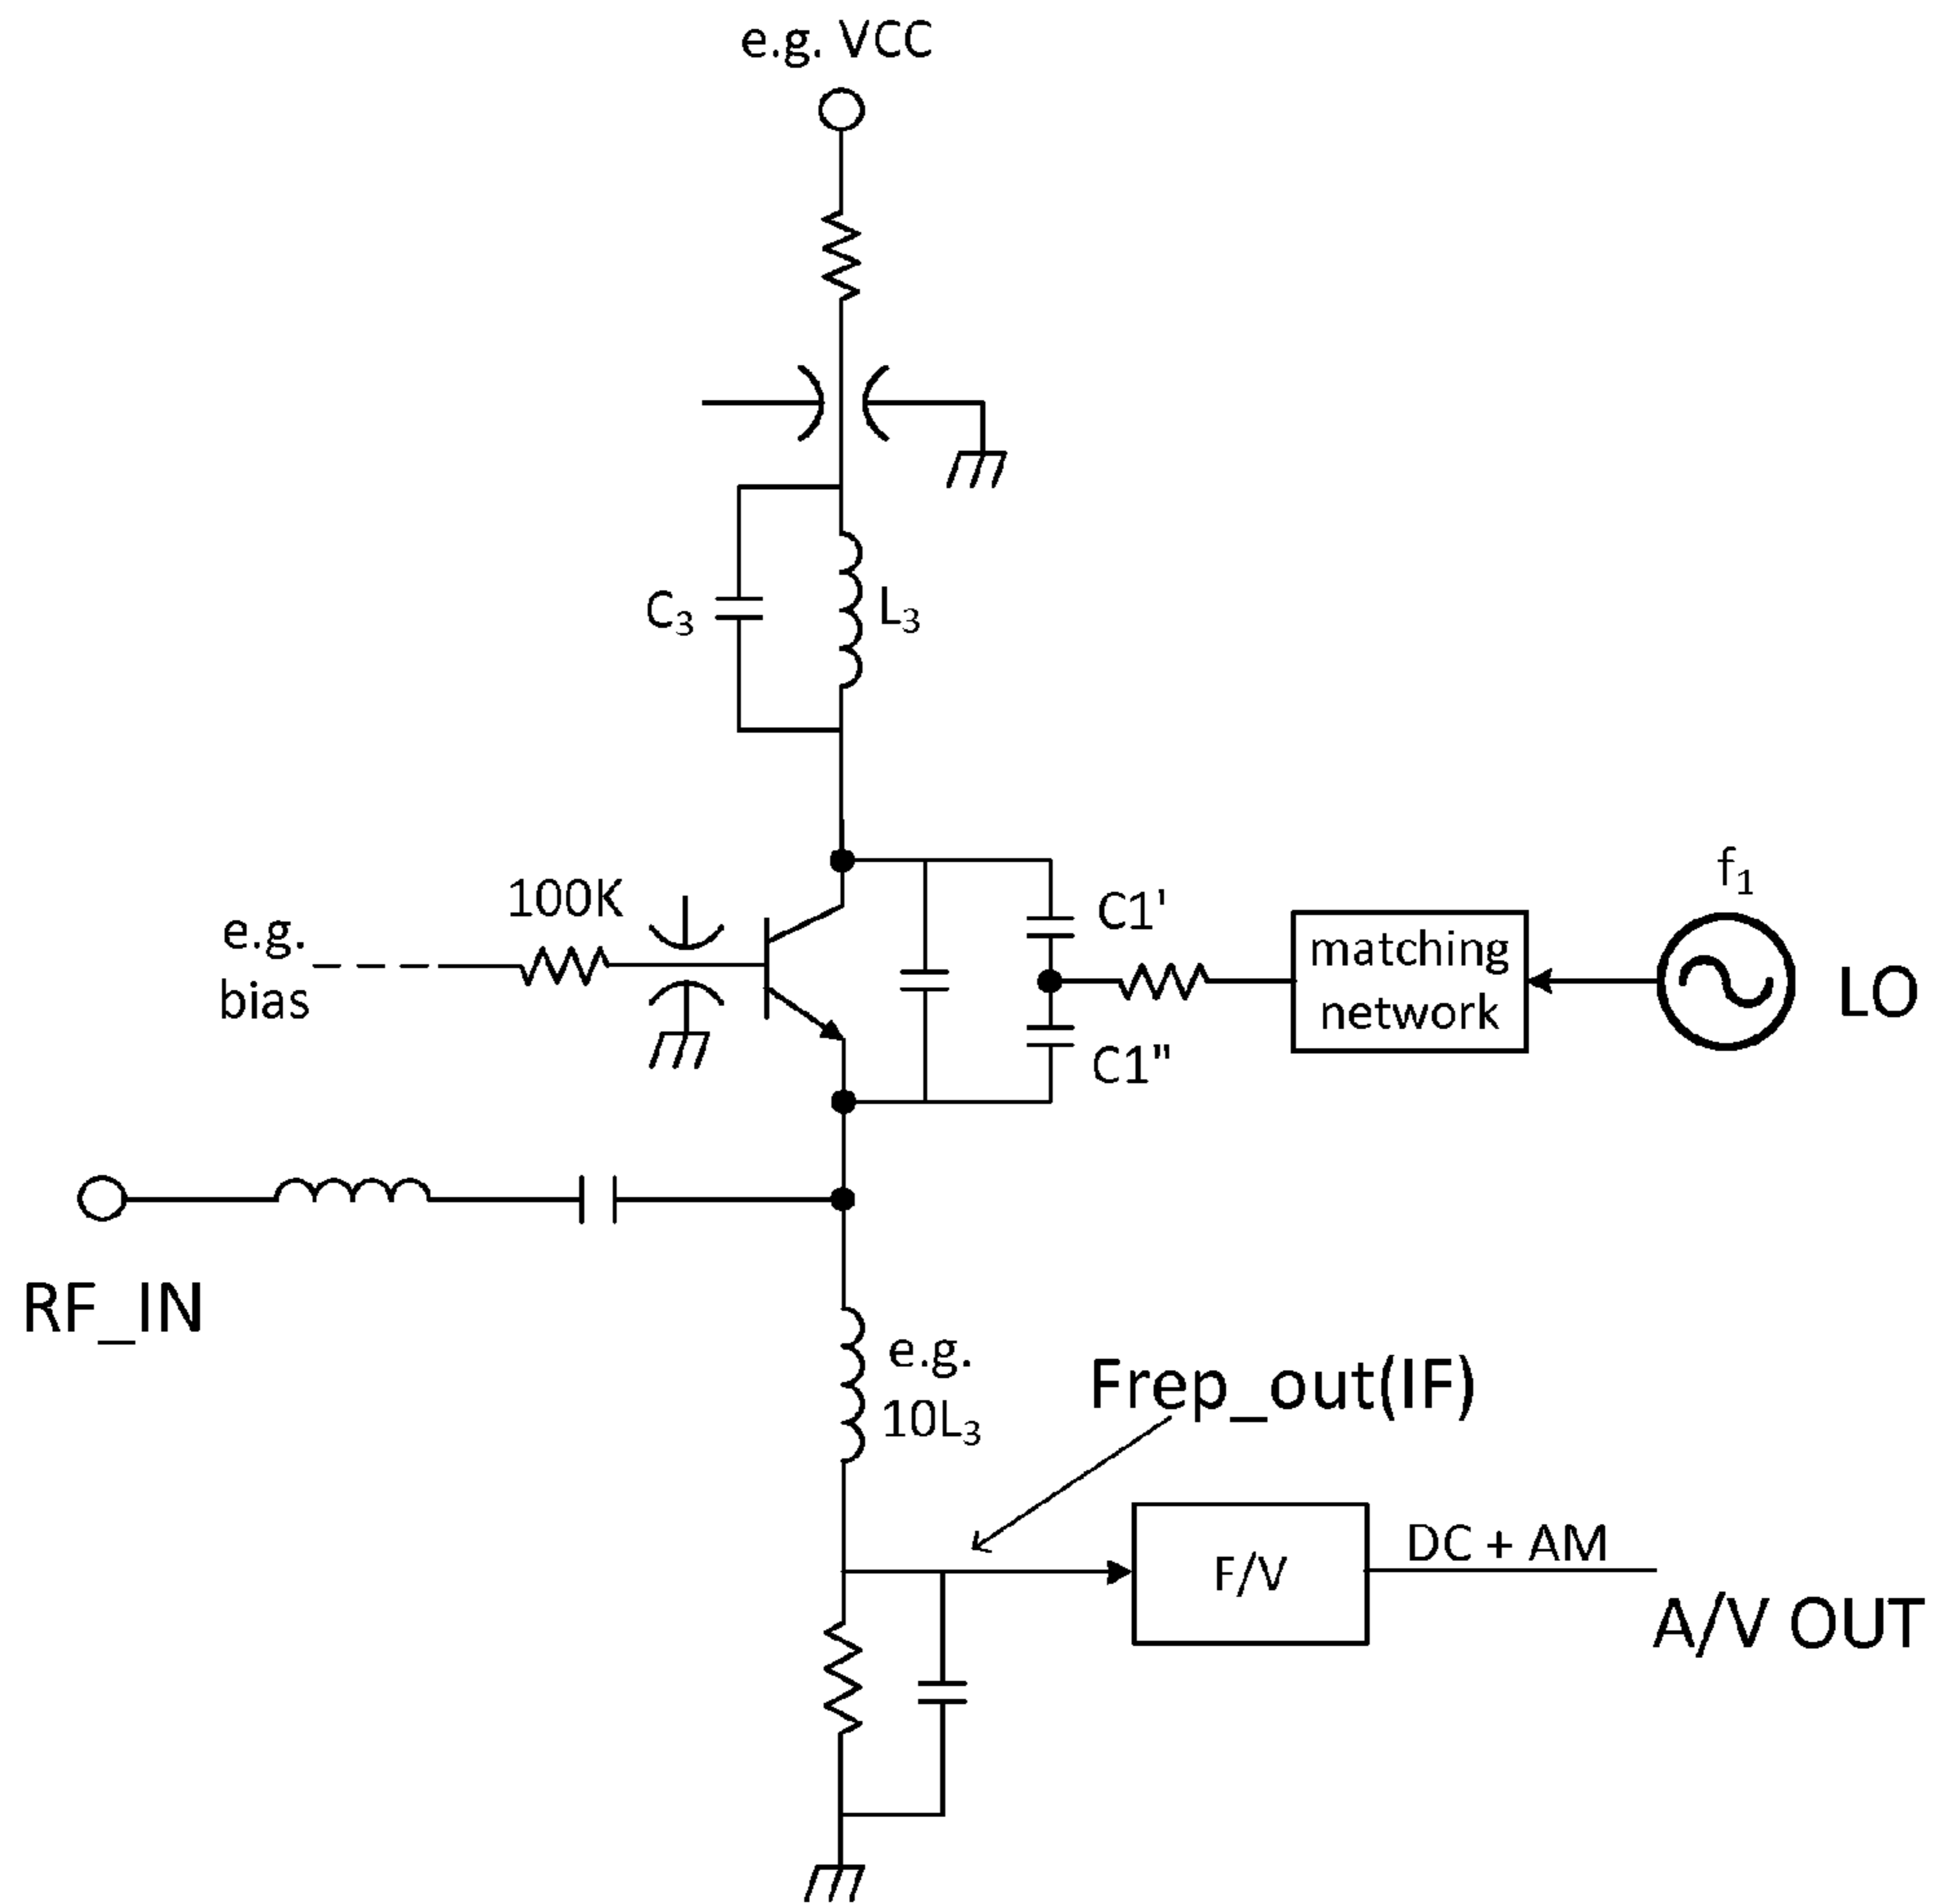 e.g. VCC
C₃
L₃
100K
e.g.
bias
C1'
C1"
matching
network
f₁
LO
RF_IN
e.g.
10L₃
Frep_out(IF)
F/V
DC + AM
A/V OUT